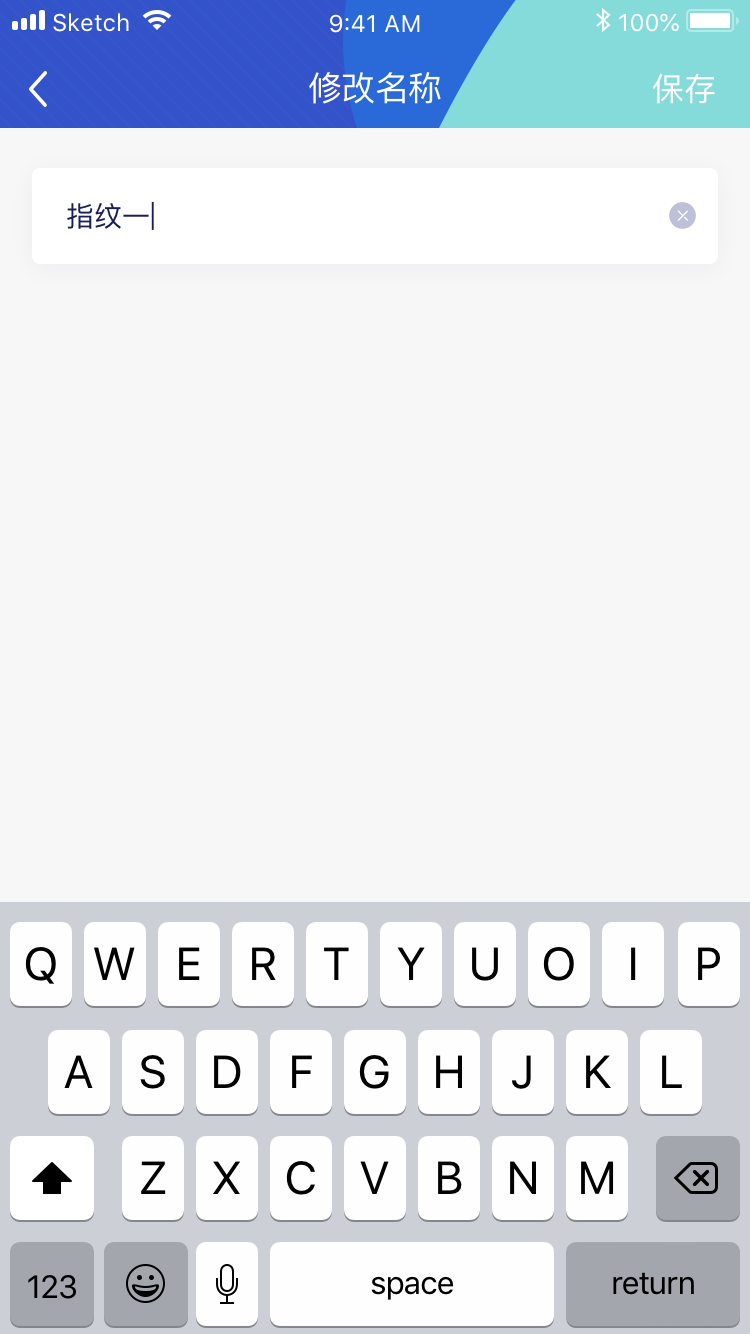 Sketch 9:41 AM 100%
修改名称 保存
指纹一
Q W E R T Y U O I P
A S D F G H J K L
Z X C V B N M
123 space return